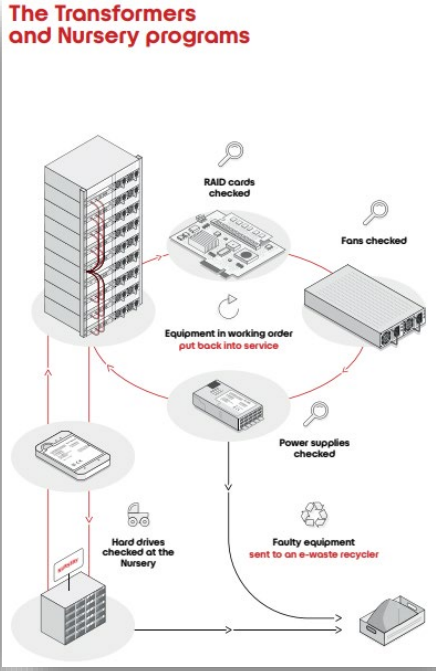 The Transformers
and Nursery programs
RAID cards
checked
Fans checked
Equipment in working order
put back into service
Power supplies
checked
Hard drives
checked at the
Nursery
Faulty equipment
sent to an e-waste recycler
NURSERY